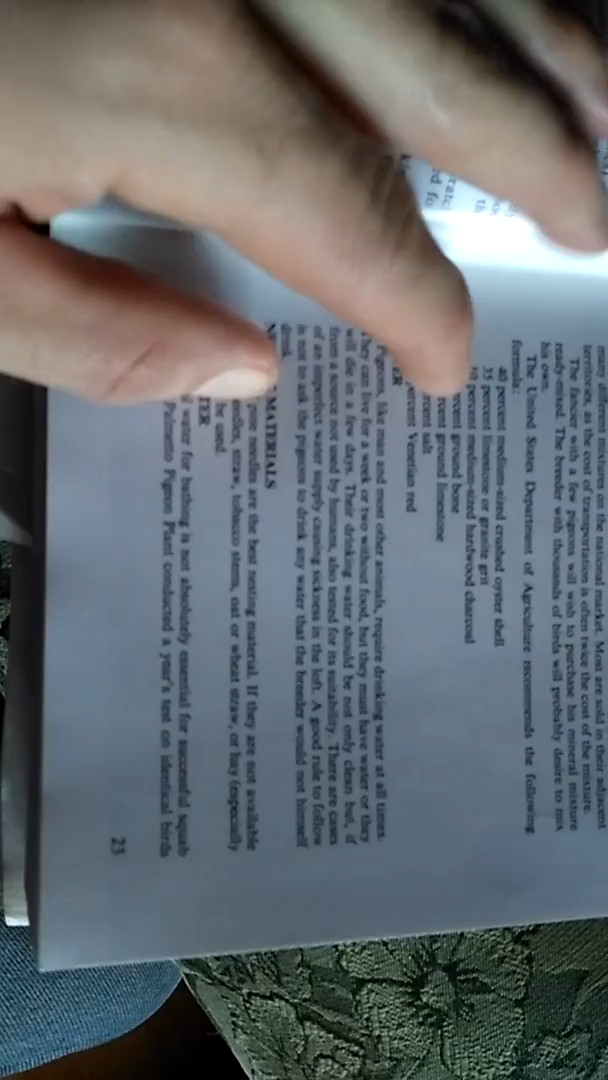 many different mixtures on the national market. Most are sold in their adjacent
territories, as the cost of transportation is often twice the cost of the mixture.
The fancier with a few pigeons will wish to purchase his mineral mixture
ready-mixed. The breeder with thousands of birds will probably desire to mix
his own.
The United States Department of Agriculture recommends the following
formula:
40 percent medium-sized crushed oyster shell
35 percent limestone or granite grit
10 percent medium-sized hardwood charcoal
cent ground bone
cent ground limestone
cent salt
rcent Venetian red
ER
Pigeons, like man and most other animals, require drinking water at all times.
They can live for a week or two without food, but they must have water or they
will die in a few days. Their drinking water should be not only clean but, if
from a source not used by humans, also tested for its suitability. There are cases
of an imperfect water supply causing sickness in the loft. A good rule to follow
is not to ask the pigeons to drink any water that the breeder would not himself
drink.
MATERIALS
pine needles are the best nesting material. If they are not available
needles, straw, tobacco stems, oat or wheat straw, or hay (especially
be used.
TER
water for bathing is not absolutely essential for successful squab
Palmetto Pigeon Plant conducted a year's test on identical birds
23